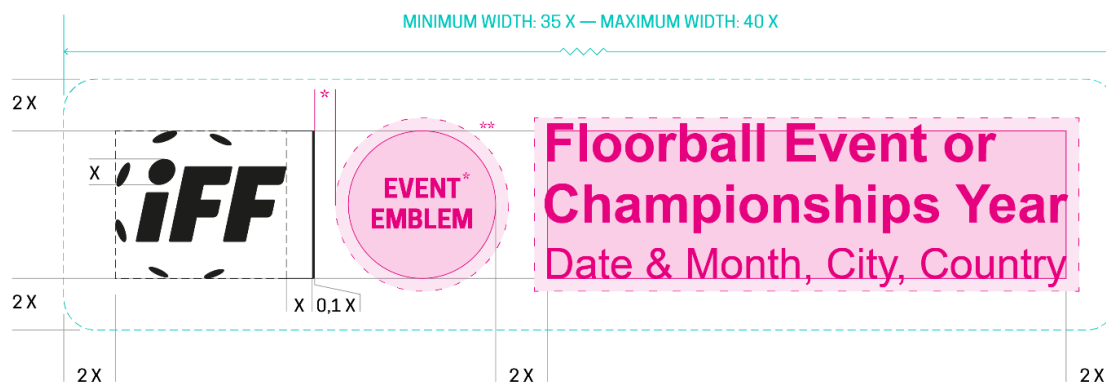 MINIMUM WIDTH: 35 X — MAXIMUM WIDTH: 40 X
2 X
*
**
X
iFF
EVENT*
EMBLEM
Floorball Event or
Championships Year
Date & Month, City, Country
2 X
X 0,1 X
2 X 2 X 2 X